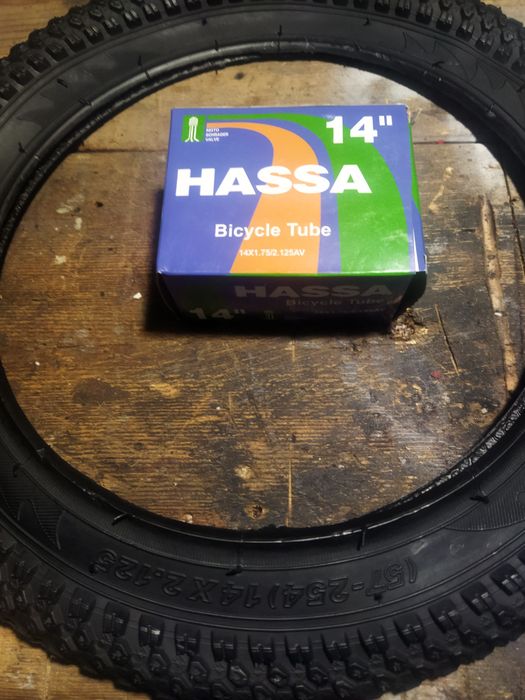 MOTO
SCHRADER
VALVE
14"
HASSA
Bicycle Tube
14X1.75/2.125AV
HASSA
Bicycle Tube
14"
(57-254) 14 X 2.125